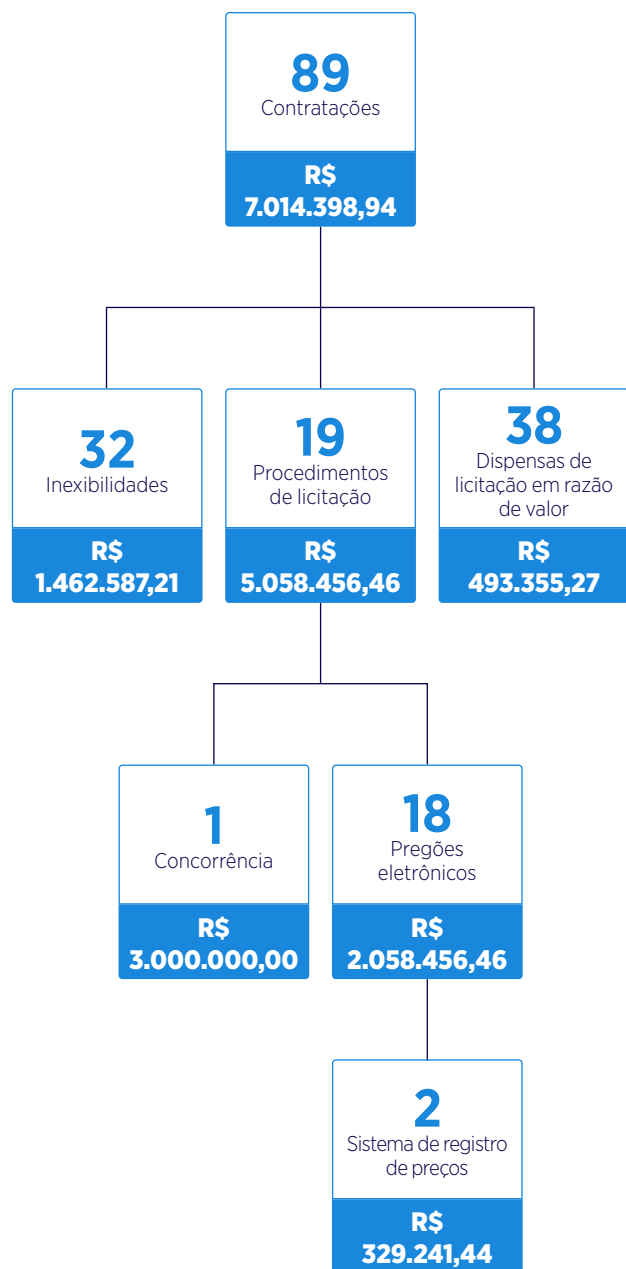 89
Contratações
R$
7.014.398,94
32
Inexibilidades
R$
1.462.587,21
19
Procedimentos
de licitação
R$
5.058.456,46
38
Dispensas de
licitação em razão
de valor
R$
493.355,27
1
Concorrência
R$
3.000.000,00
18
Pregões
eletrônicos
R$
2.058.456,46
2
Sistema de registro
de preços
R$
329.241,44